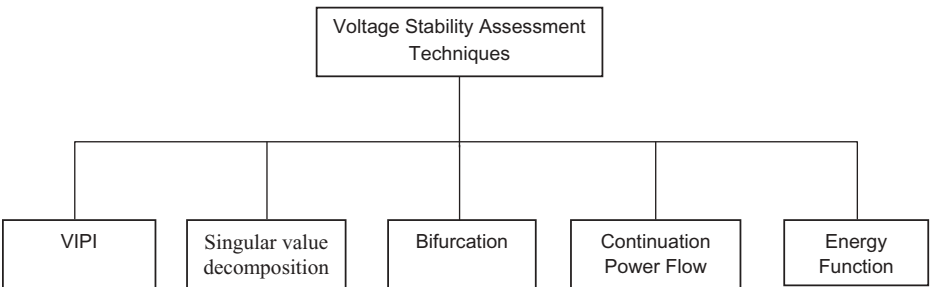 Voltage Stability Assessment
Techniques
VIPI
Singular value
decomposition
Bifurcation
Continuation
Power Flow
Energy
Function